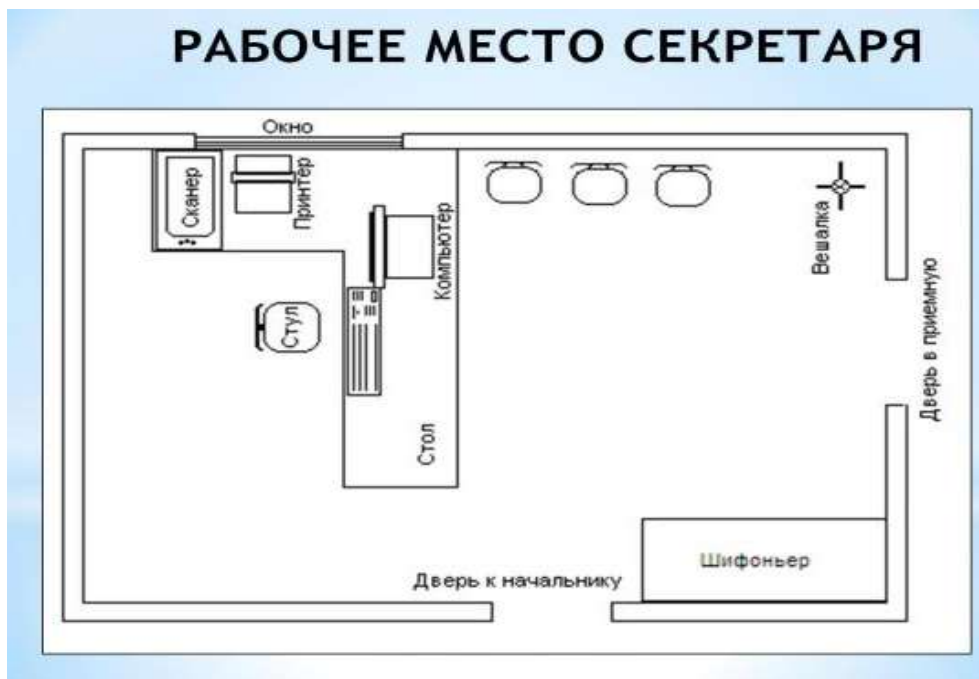 РАБОЧЕЕ МЕСТО СЕКРЕТАРЯ
Окно
Сканер
Принтер
Компьютер
Вешалка
Стул
Дверь в приемную
Стол
Шифоньер
Дверь к начальнику